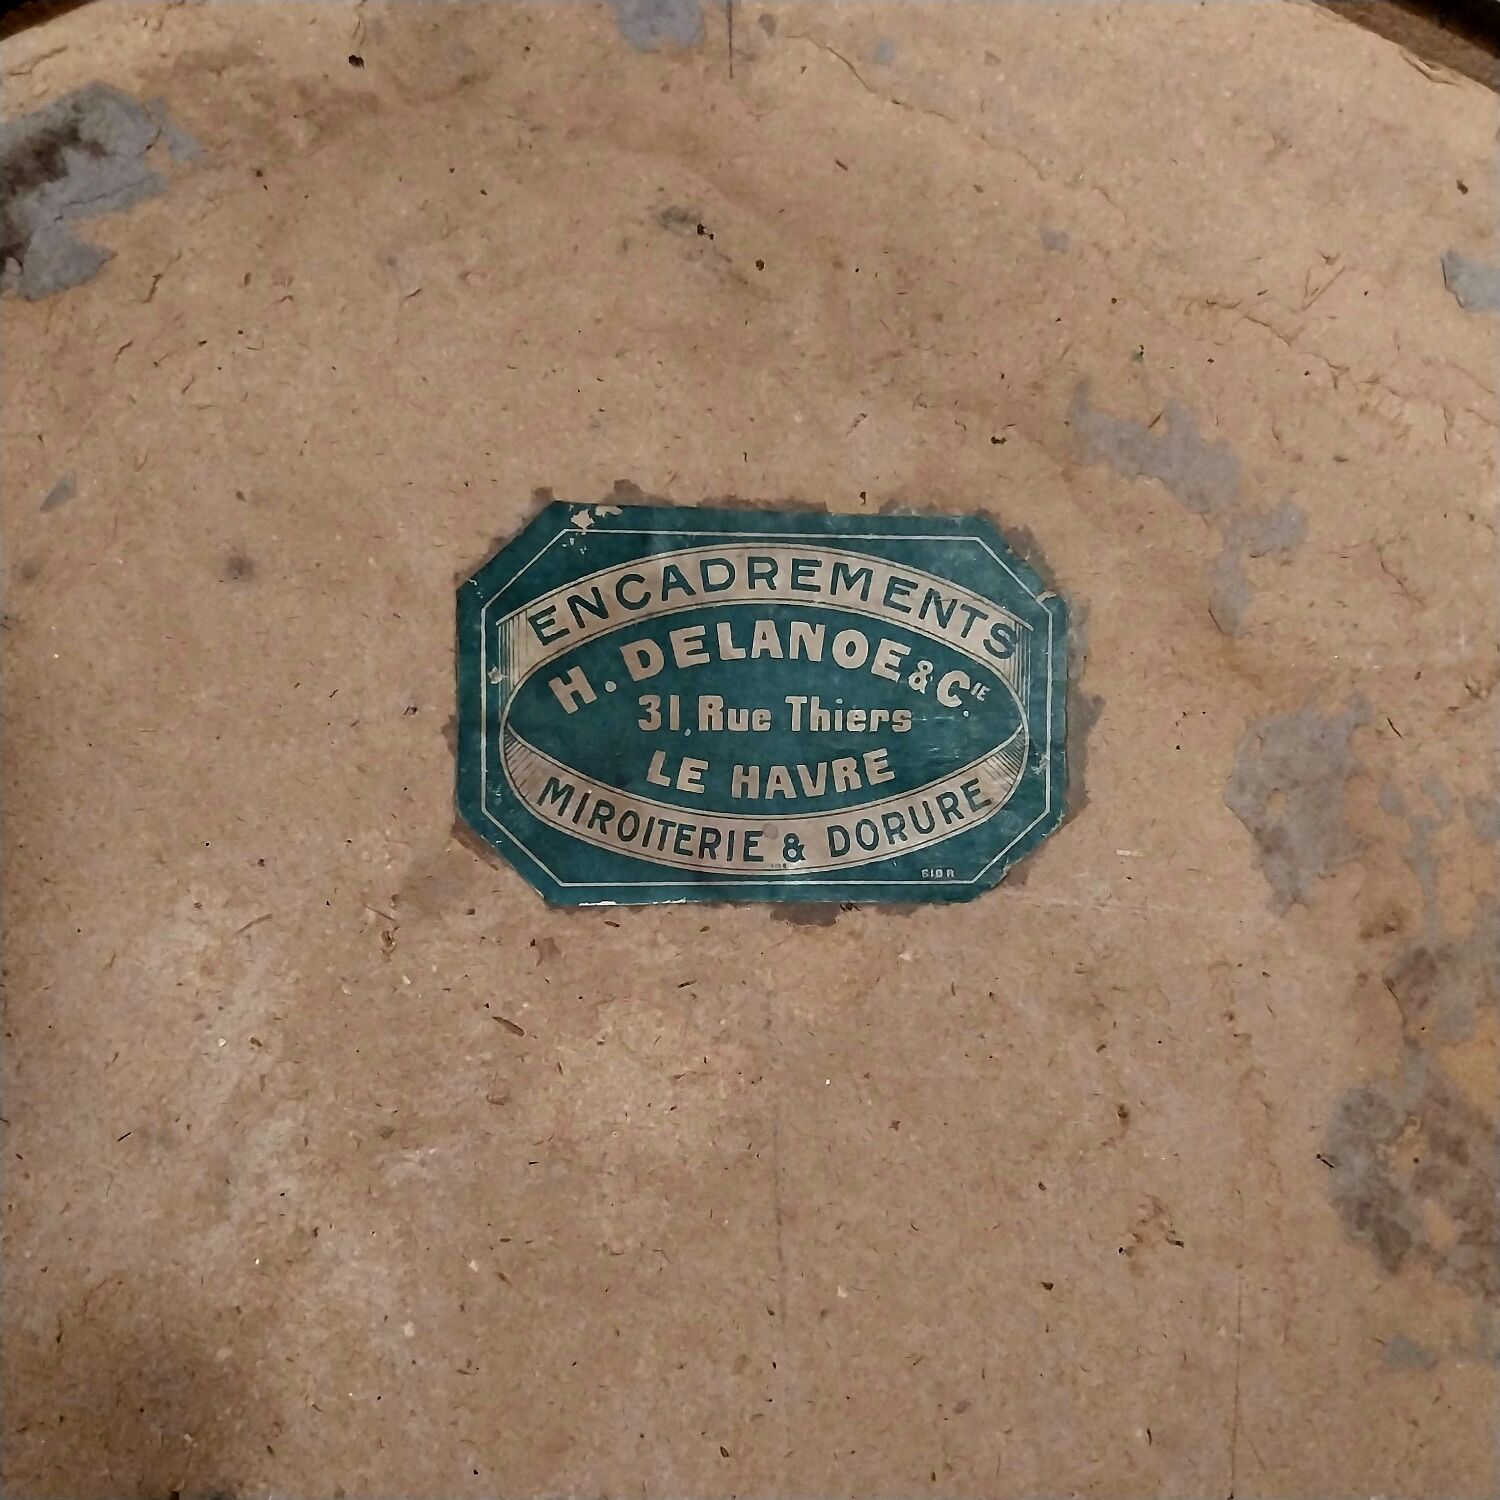 ENCADREMENTS
H. DELANOE & CIE
31, Rue Thiers
LE HAVRE
MIROITERIE & DORURE